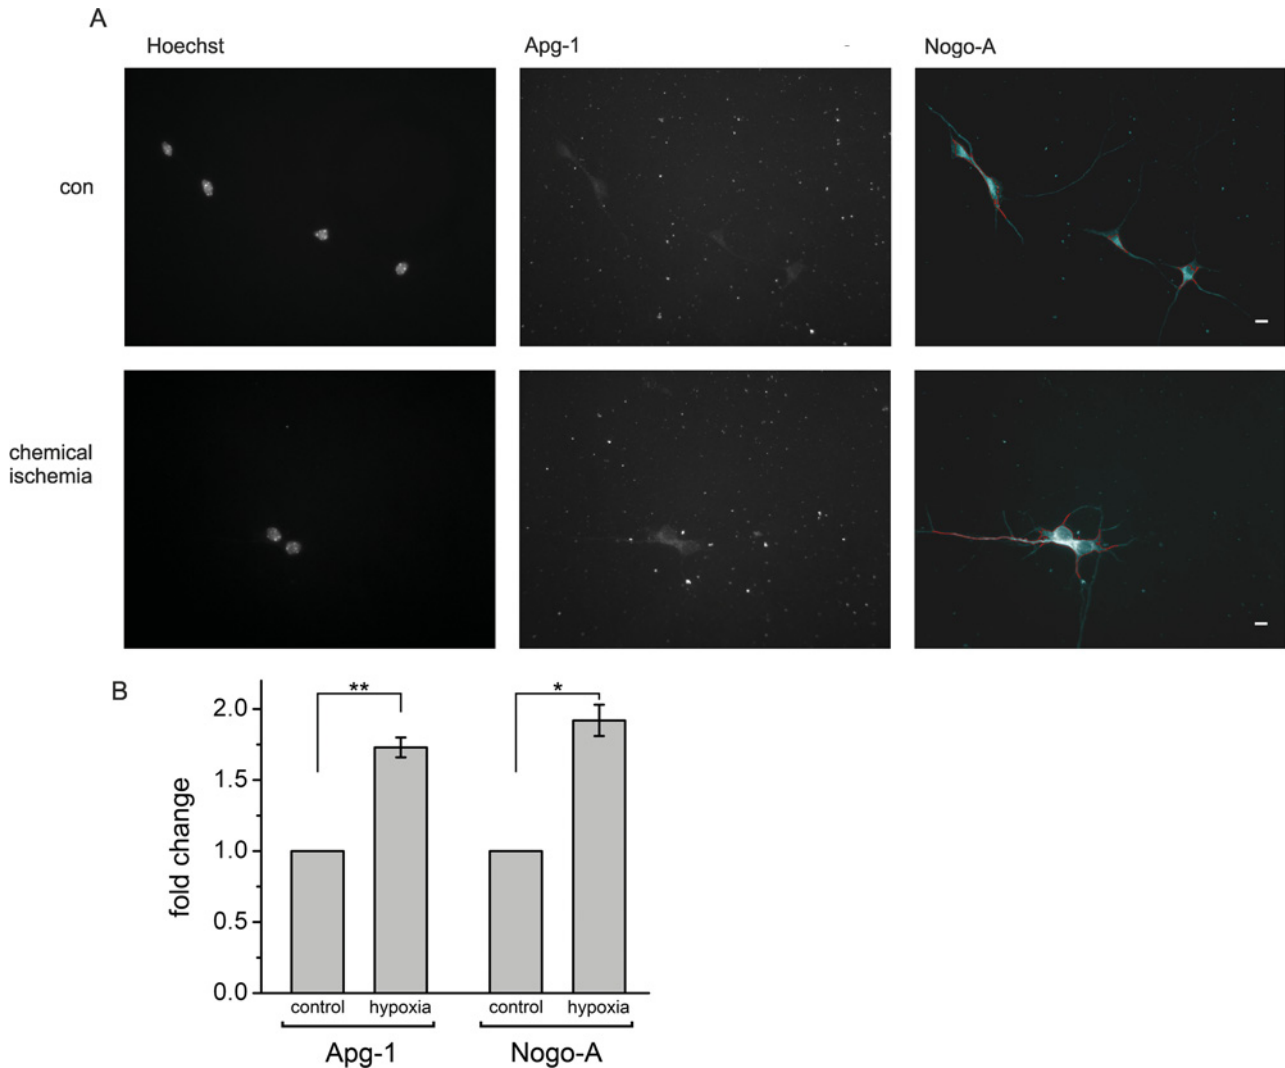 A
Hoechst
Apg-1
Nogo-A
con
chemical
ischemia
B
** 
*
2.0
1.5
1.0
0.5
0.0
fold change
control
hypoxia
control
hypoxia
Apg-1
Nogo-A